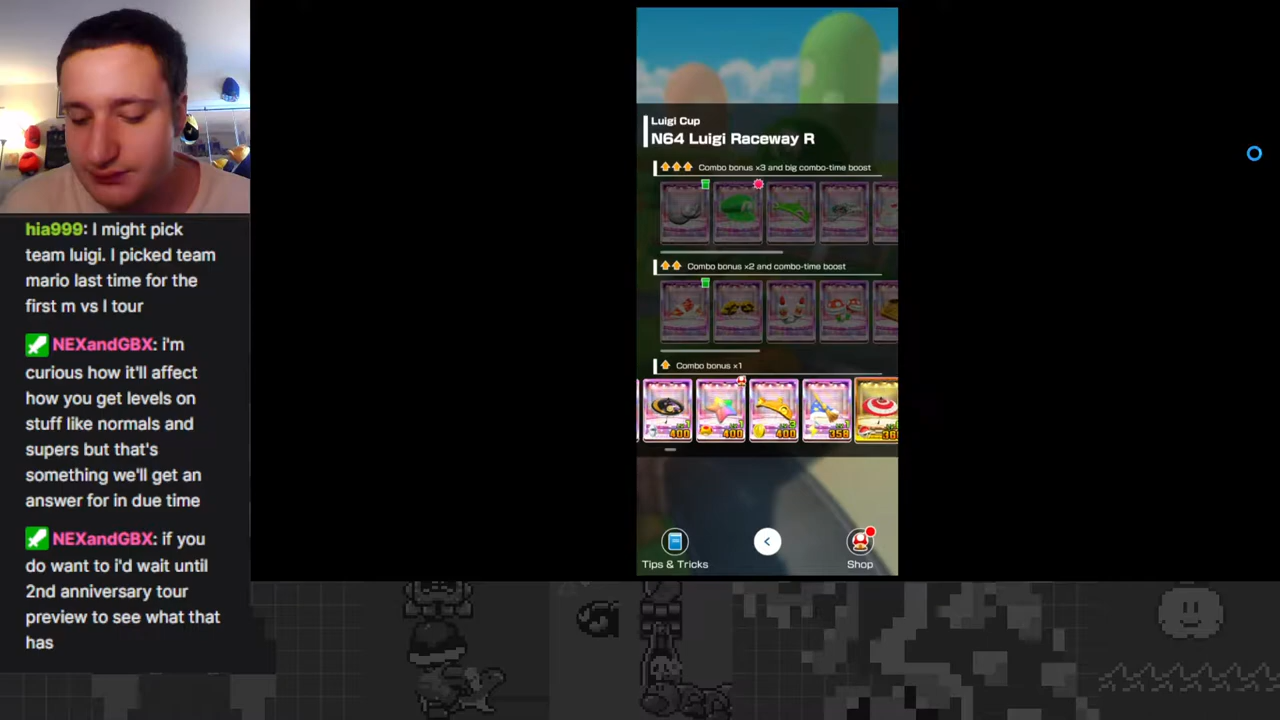 hia999: I might pick
team luigi. I picked team
mario last time for the
first m vs l tour
NEXandGBX: i'm
curious how it'll affect
how you get levels on
stuff like normals and
supers but that's
something we'll get an
answer for in due time
NEXandGBX: if you
do want to i'd wait until
2nd anniversary tour
preview to see what that
has
Luigi Cup
N64 Luigi Raceway R
Combo bonus ×3 and big combo-time boost
Combo bonus ×2 and combo-time boost
Combo bonus ×1
400
400
400
358
Tips & Tricks
<
Shop